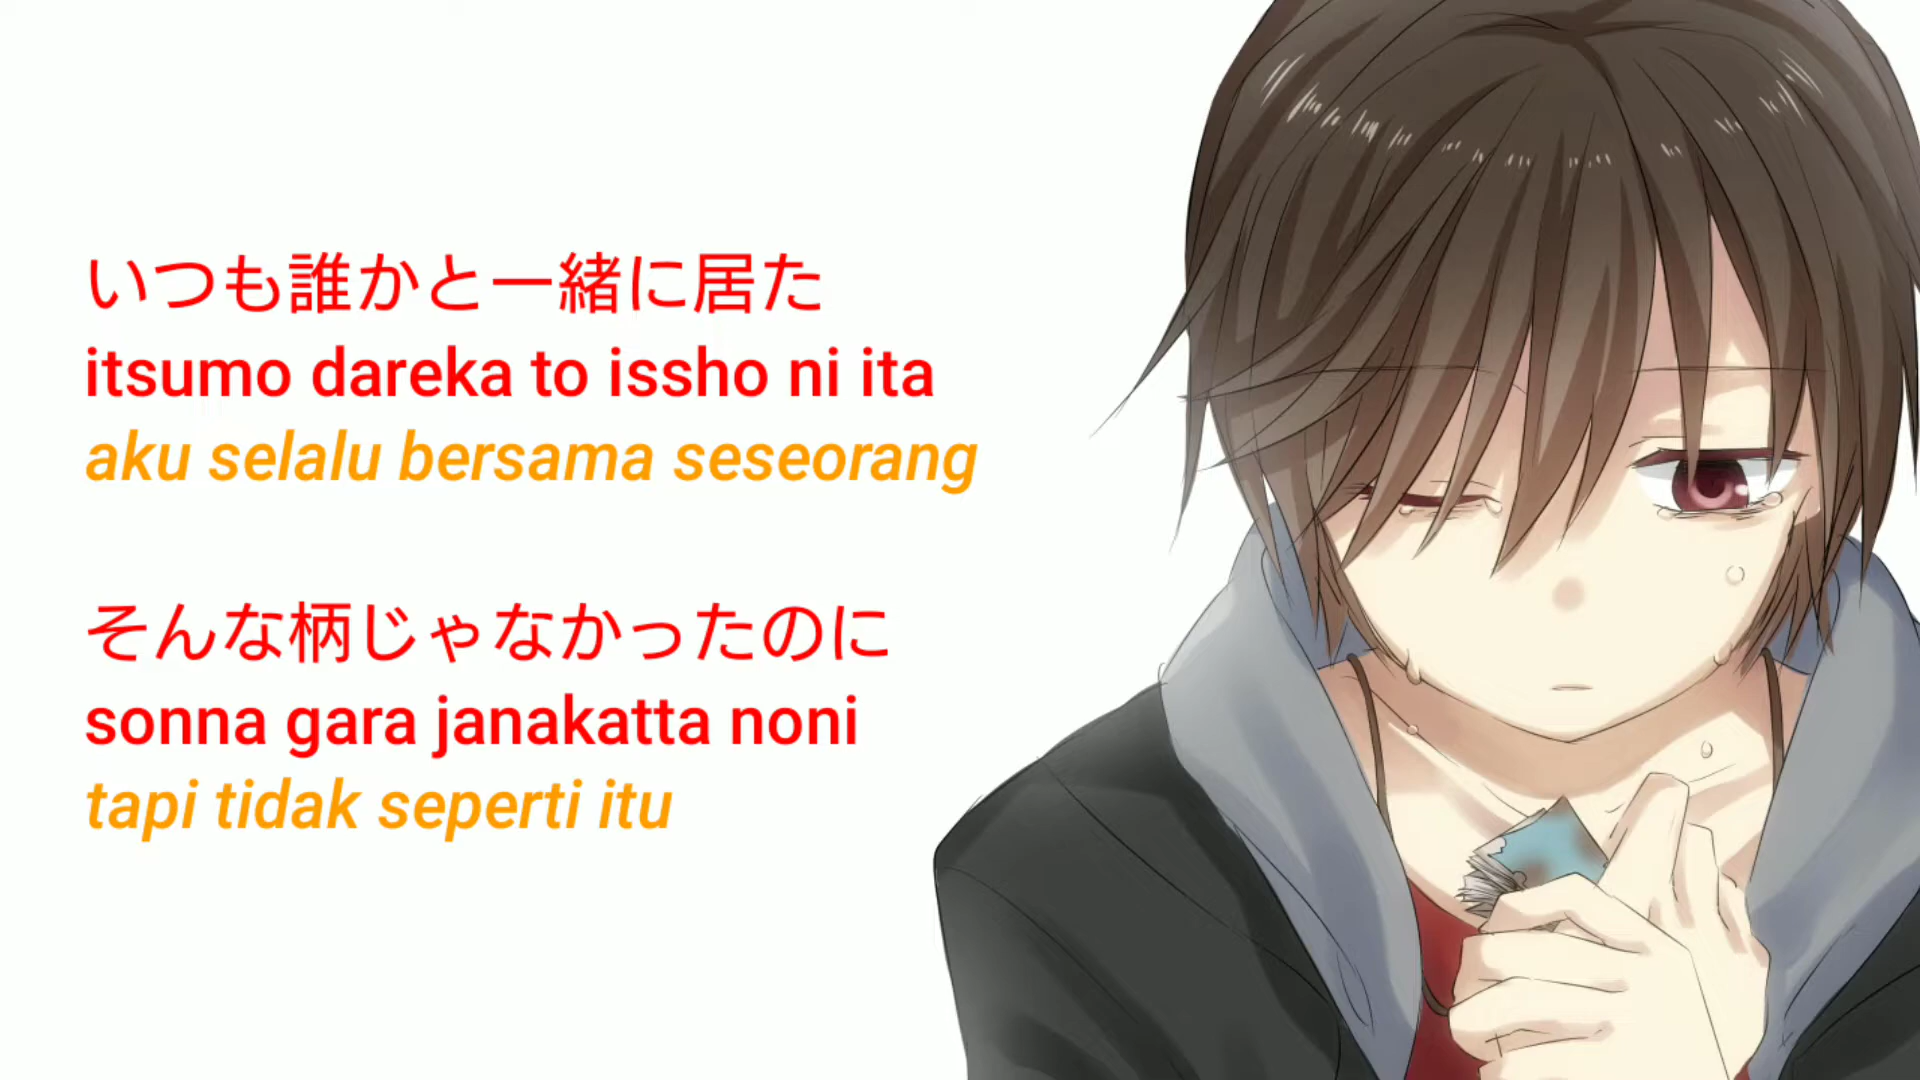 いつも誰かと一緒に居た
itsumo dareka to issho ni ita
aku selalu bersama seseorang
そんな柄じゃなかったのに
sonna gara janakatta noni
tapi tidak seperti itu